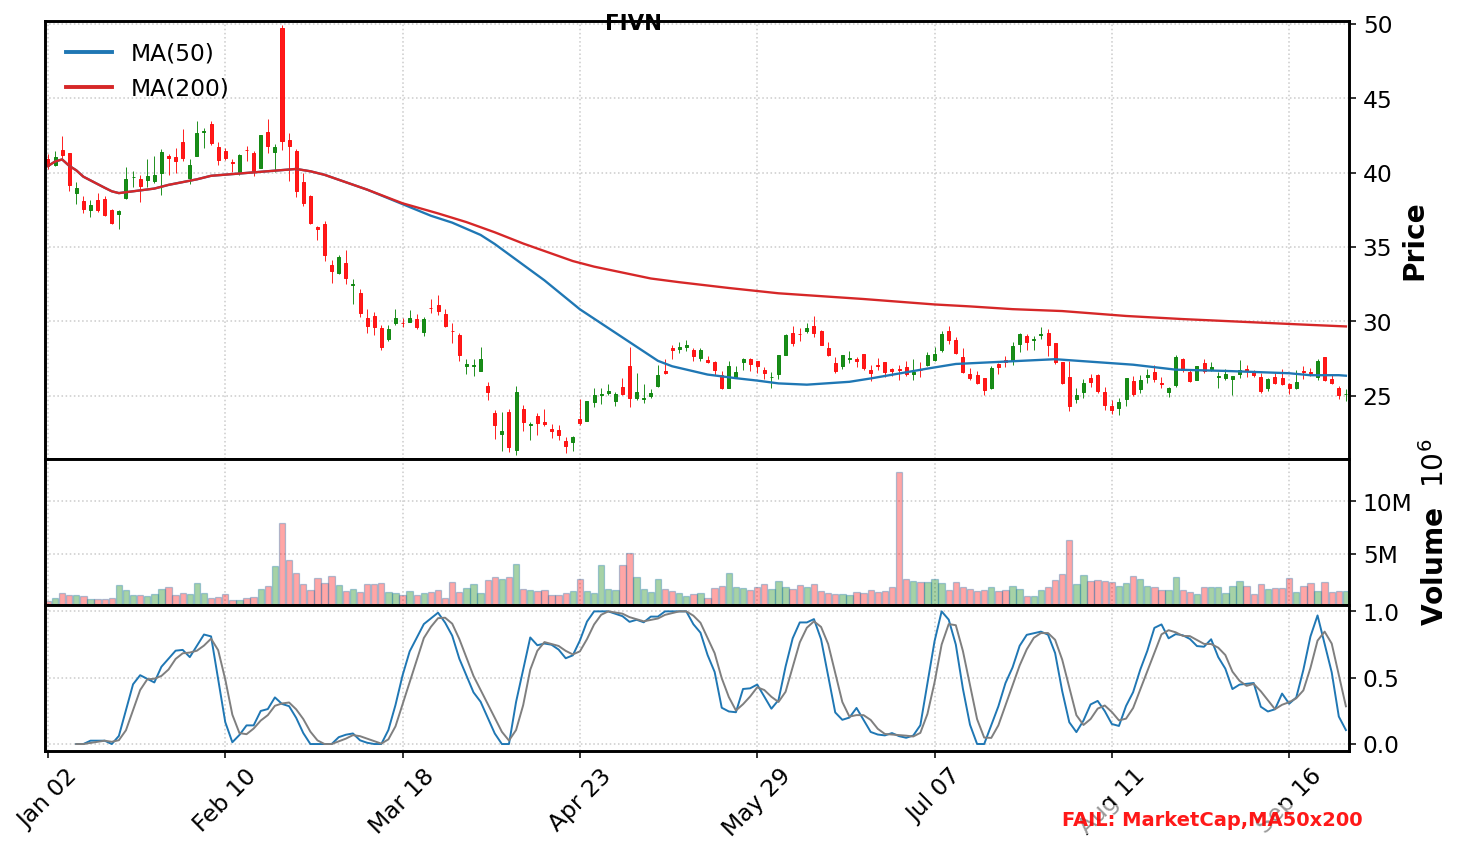 FIVN
MA(50)
MA(200)
50
45
40
35
30
25
Price
10M
5M
Volume 10^6
1.0
0.5
0.0
Jan 02
Feb 10
Mar 18
Apr 23
May 29
Jul 07
Aug 11
Sep 16
FAIL: MarketCap,MA50x200